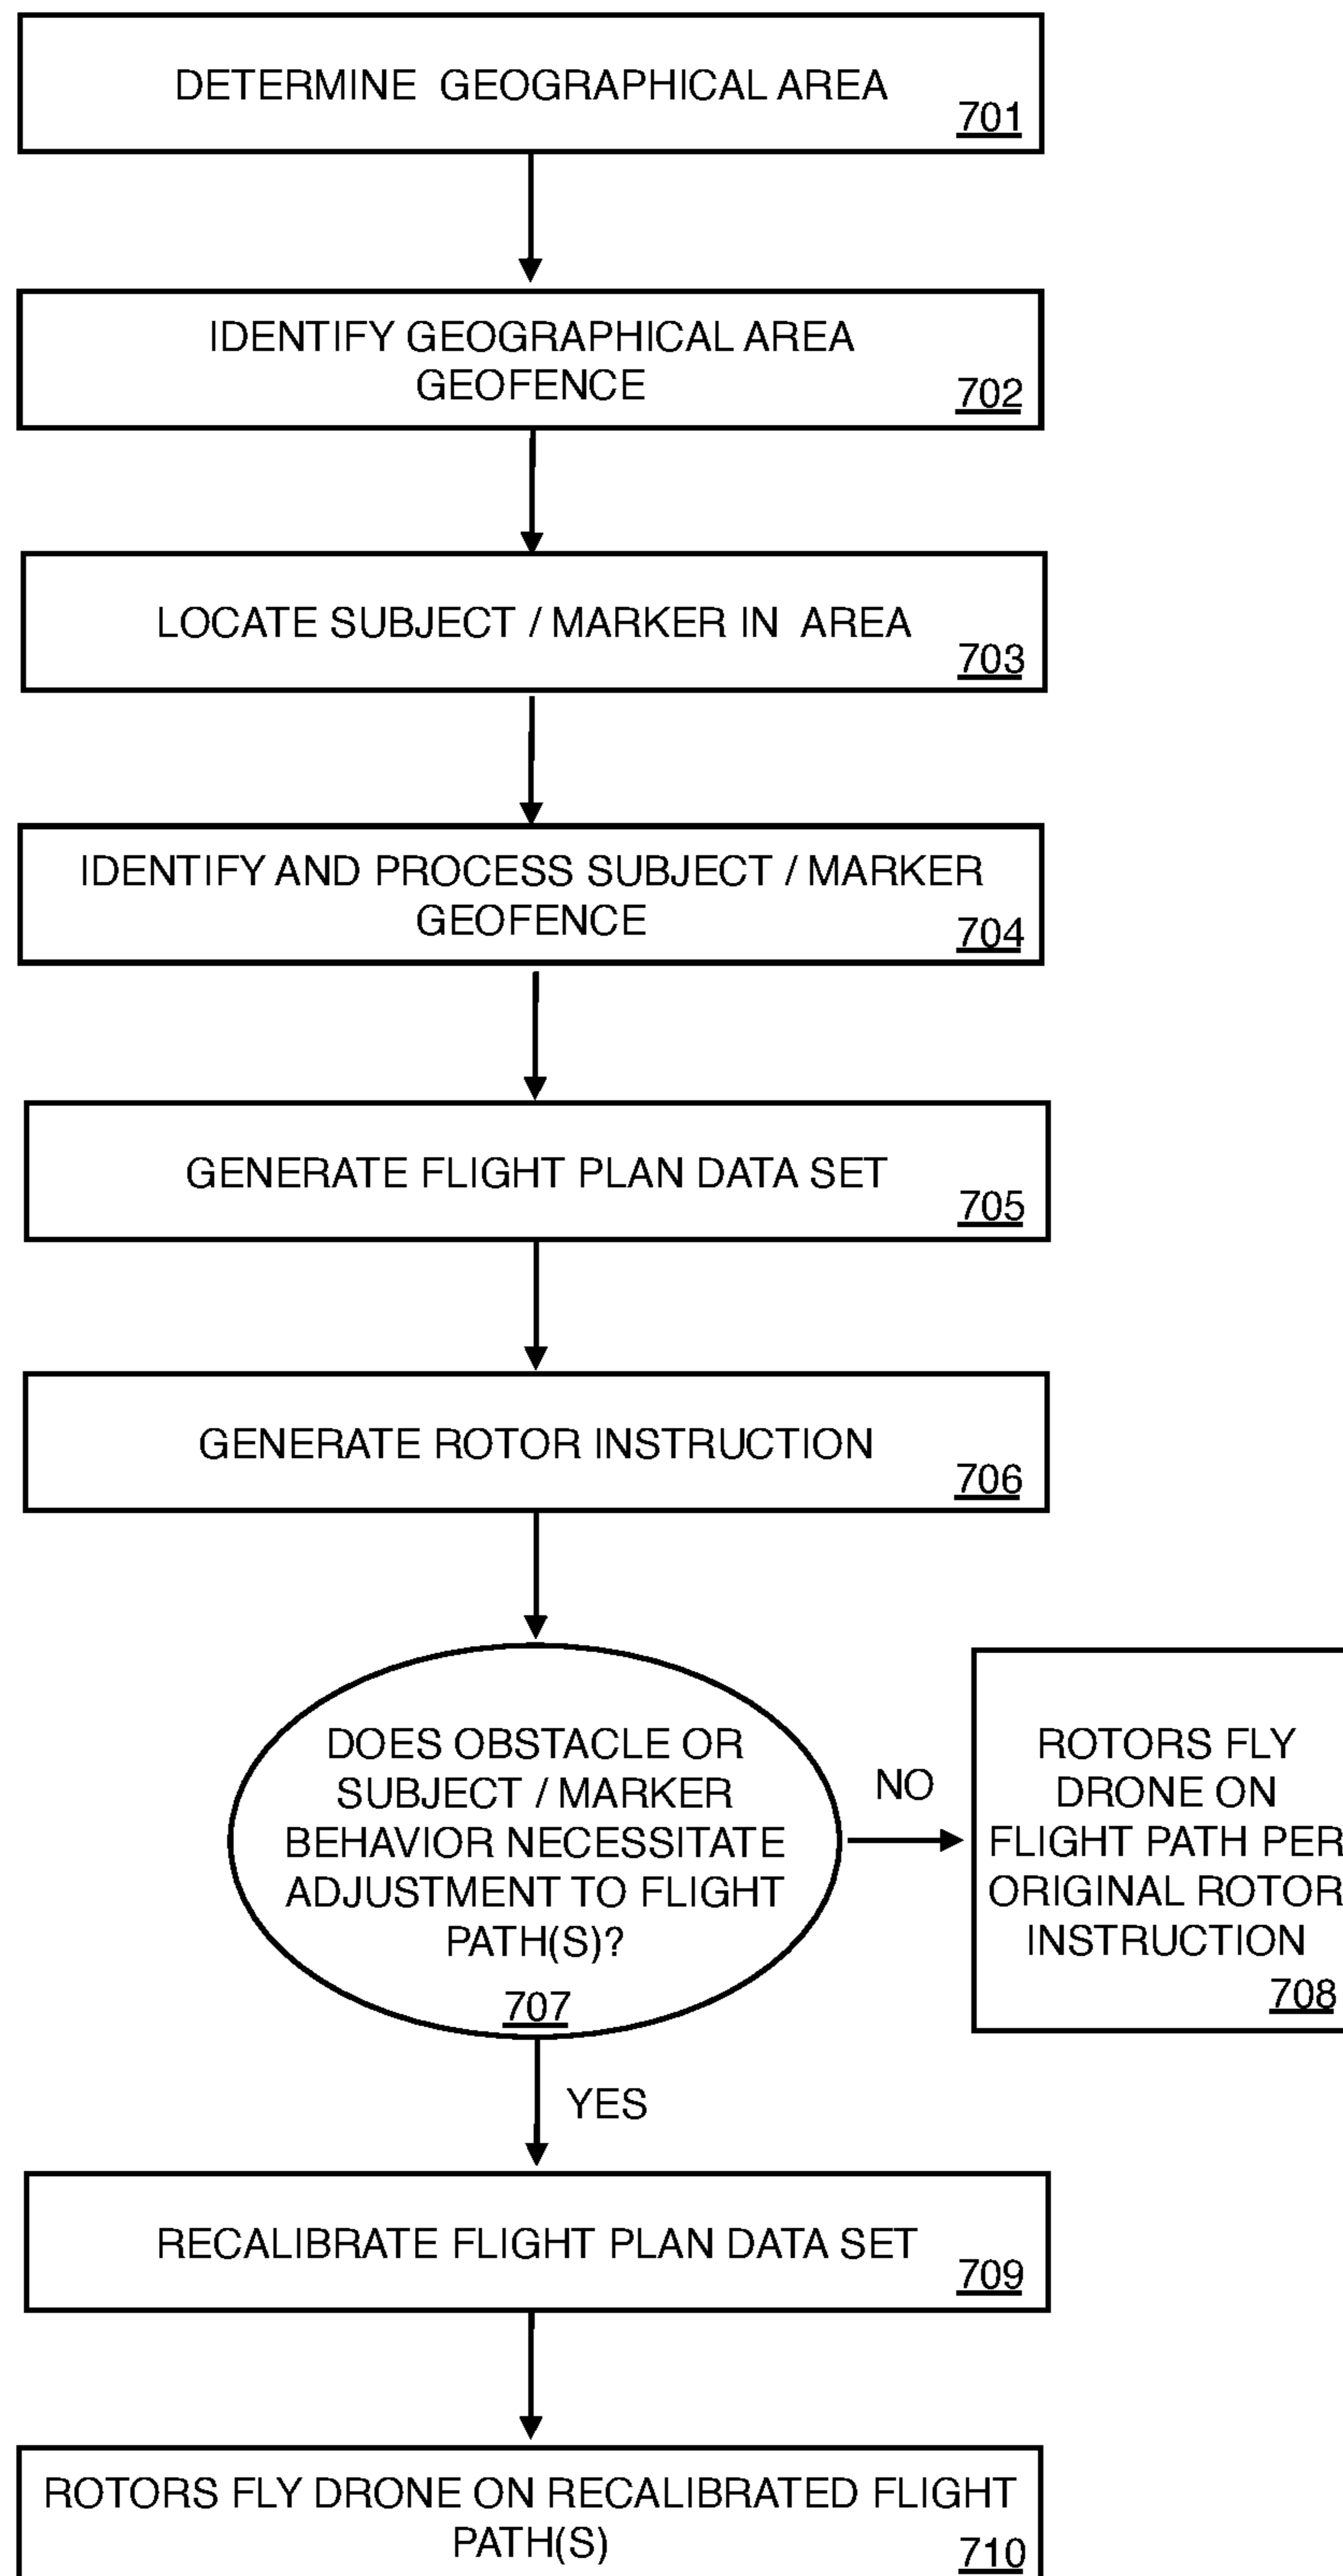 DETERMINE GEOGRAPHICAL AREA
701
IDENTIFY GEOGRAPHICAL AREA
GEOFENCE
702
LOCATE SUBJECT / MARKER IN AREA
703
IDENTIFY AND PROCESS SUBJECT / MARKER
GEOFENCE
704
GENERATE FLIGHT PLAN DATA SET
705
GENERATE ROTOR INSTRUCTION
706
DOES OBSTACLE OR
SUBJECT / MARKER
BEHAVIOR NECESSITATE
ADJUSTMENT TO FLIGHT
PATH(S)?
707
NO
ROTORS FLY
DRONE ON
FLIGHT PATH PER
ORIGINAL ROTOR
INSTRUCTION
708
YES
RECALIBRATE FLIGHT PLAN DATA SET
709
ROTORS FLY DRONE ON RECALIBRATED FLIGHT
PATH(S)
710